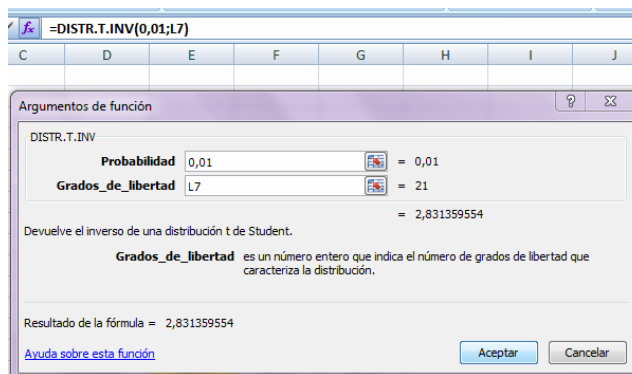 fx =DISTR.T.INV(0,01;L7)
C D E F G H I J
Argumentos de función
DISTR.T.INV
Probabilidad 0,01 = 0,01
Grados_de_libertad L7 = 21
= 2,831359554
Devuelve el inverso de una distribución t de Student.
Grados_de_libertad es un número entero que indica el número de grados de libertad que
caracteriza la distribución.
Resultado de la fórmula = 2,831359554
Ayuda sobre esta función Aceptar Cancelar